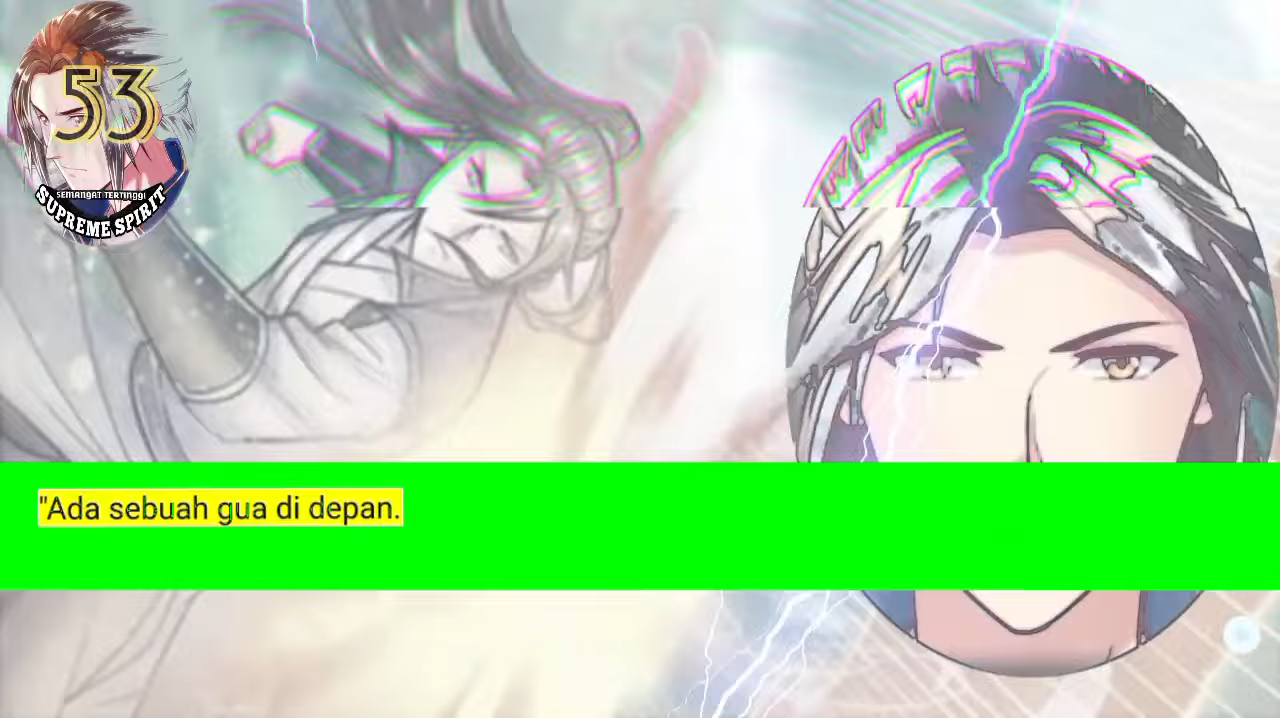 53
SEMANGAT TERTINGGI
SUPREME SPIRIT
"Ada sebuah gua di depan.